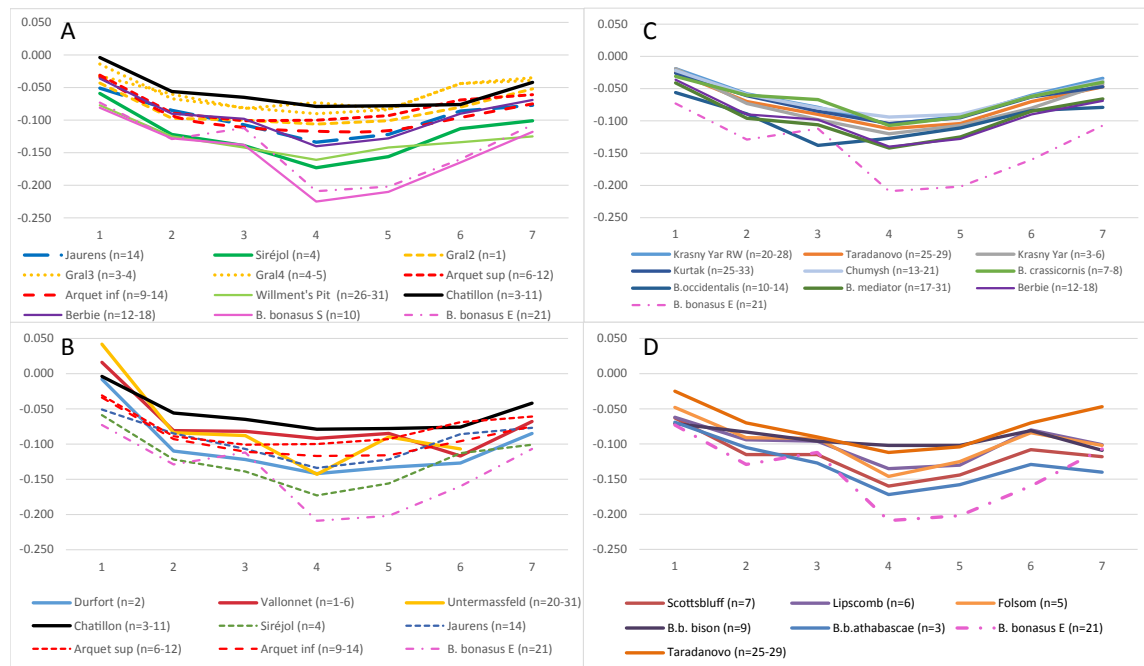 A
0.050
0.000
-0.050
-0.100
-0.150
-0.200
-0.250
1 2 3 4 5 6 7
Jaurens (n=14) Siréjol (n=4) Gral2 (n=1)
Gral3 (n=3-4) Gral4 (n=4-5) Arquet sup (n=6-12)
Arquet inf (n=9-14) Willment's Pit (n=26-31) Chatillon (n=3-11)
Berbie (n=12-18) B. bonasus S (n=10) B. bonasus E (n=21)
C
0.050
0.000
-0.050
-0.100
-0.150
-0.200
-0.250
1 2 3 4 5 6 7
Krasny Yar RW (n=20-28) Taradanovo (n=25-29) Krasny Yar (n=3-6)
Kurtak (n=25-33) Chumysh (n=13-21) B. crassicornis (n=7-8)
B.occidentalis (n=10-14) B. mediator (n=17-31) Berbie (n=12-18)
B. bonasus E (n=21)
B
0.050
0.000
-0.050
-0.100
-0.150
-0.200
-0.250
1 2 3 4 5 6 7
Durfort (n=2) Vallonnet (n=1-6) Untermassfeld (n=20-31)
Chatillon (n=3-11) Siréjol (n=4) Jaurens (n=14)
Arquet sup (n=6-12) Arquet inf (n=9-14) B. bonasus E (n=21)
D
0.050
0.000
-0.050
-0.100
-0.150
-0.200
-0.250
1 2 3 4 5 6 7
Scottsbluff (n=7) Lipscomb (n=6) Folsom (n=5)
B.b. bison (n=9) B.b.athabascae (n=3) B. bonasus E (n=21)
Taradanovo (n=25-29)